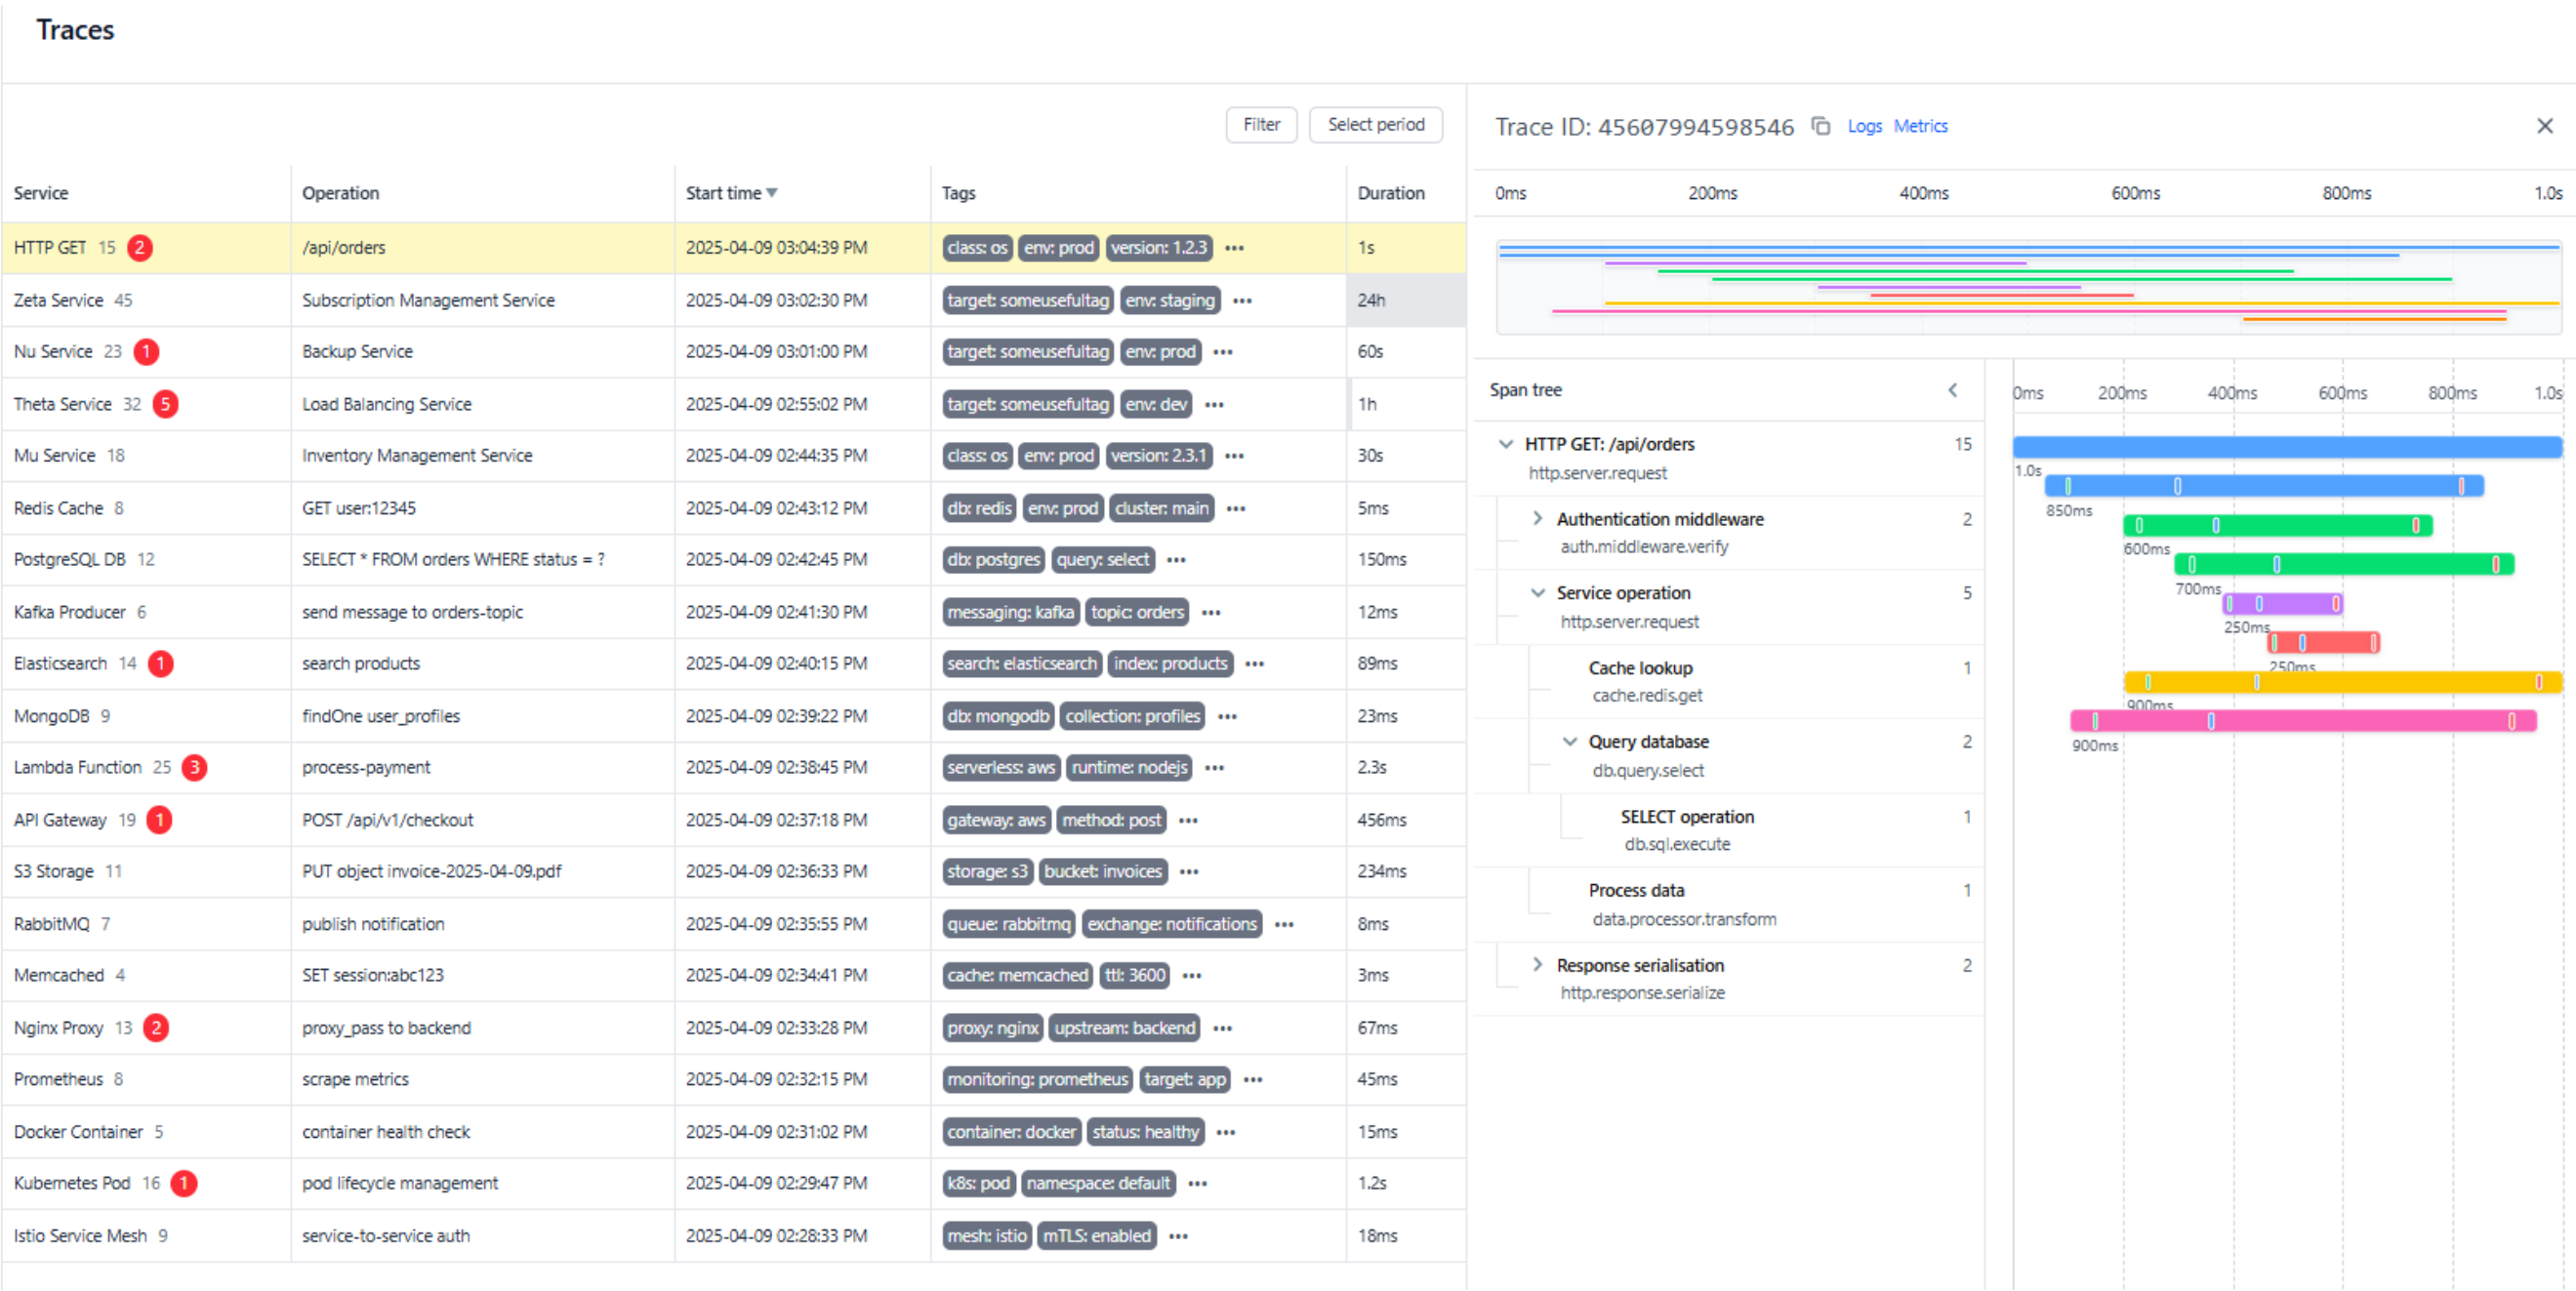 Traces
Filter Select period
Service Operation Start time Tags Duration
HTTP GET 15 2 /api/orders 2025-04-09 03:04:39 PM class: os env: prod version: 1.2.3 ••• 1s
Zeta Service 45 Subscription Management Service 2025-04-09 03:02:30 PM target: someusefultag env: staging ••• 24h
Nu Service 23 1 Backup Service 2025-04-09 03:01:00 PM target: someusefultag env: prod ••• 60s
Theta Service 32 5 Load Balancing Service 2025-04-09 02:55:02 PM target: someusefultag env: dev ••• 1h
Mu Service 18 Inventory Management Service 2025-04-09 02:44:35 PM class: os env: prod version: 2.3.1 ••• 30s
Redis Cache 8 GET user:12345 2025-04-09 02:43:12 PM db: redis env: prod cluster: main ••• 5ms
PostgreSQL DB 12 SELECT * FROM orders WHERE status = ? 2025-04-09 02:42:45 PM db: postgres query: select ••• 150ms
Kafka Producer 6 send message to orders-topic 2025-04-09 02:41:30 PM messaging: kafka topic: orders ••• 12ms
Elasticsearch 14 1 search products 2025-04-09 02:40:15 PM search: elasticsearch index: products ••• 89ms
MongoDB 9 findOne user_profiles 2025-04-09 02:39:22 PM db: mongodb collection: profiles ••• 23ms
Lambda Function 25 3 process-payment 2025-04-09 02:38:45 PM serverless: aws runtime: nodejs ••• 2.3s
API Gateway 19 1 POST /api/v1/checkout 2025-04-09 02:37:18 PM gateway: aws method: post ••• 456ms
S3 Storage 11 PUT object invoice-2025-04-09.pdf 2025-04-09 02:36:33 PM storage: s3 bucket: invoices ••• 234ms
RabbitMQ 7 publish notification 2025-04-09 02:35:55 PM queue: rabbitmq exchange: notifications ••• 8ms
Memcached 4 SET session:abc123 2025-04-09 02:34:41 PM cache: memcached ttl: 3600 ••• 3ms
Nginx Proxy 13 2 proxy_pass to backend 2025-04-09 02:33:28 PM proxy: nginx upstream: backend ••• 67ms
Prometheus 8 scrape metrics 2025-04-09 02:32:15 PM monitoring: prometheus target: app ••• 45ms
Docker Container 5 container health check 2025-04-09 02:31:02 PM container: docker status: healthy ••• 15ms
Kubernetes Pod 16 1 pod lifecycle management 2025-04-09 02:29:47 PM k8s: pod namespace: default ••• 1.2s
Istio Service Mesh 9 service-to-service auth 2025-04-09 02:28:33 PM mesh: istio mTLS: enabled ••• 18ms
Trace ID: 45607994598546 Logs Metrics
0ms 200ms 400ms 600ms 800ms 1.0s
Span tree
HTTP GET: /api/orders 15
http.server.request
Authentication middleware 2
auth.middleware.verify
Service operation 5
http.server.request
Cache lookup 1
cache.redis.get
Query database 2
db.query.select
SELECT operation 1
db.sql.execute
Process data 1
data.processor.transform
Response serialisation 2
http.response.serialize
0ms 200ms 400ms 600ms 800ms 1.0s
1.0s
850ms
600ms
700ms
250ms
250ms
900ms
900ms